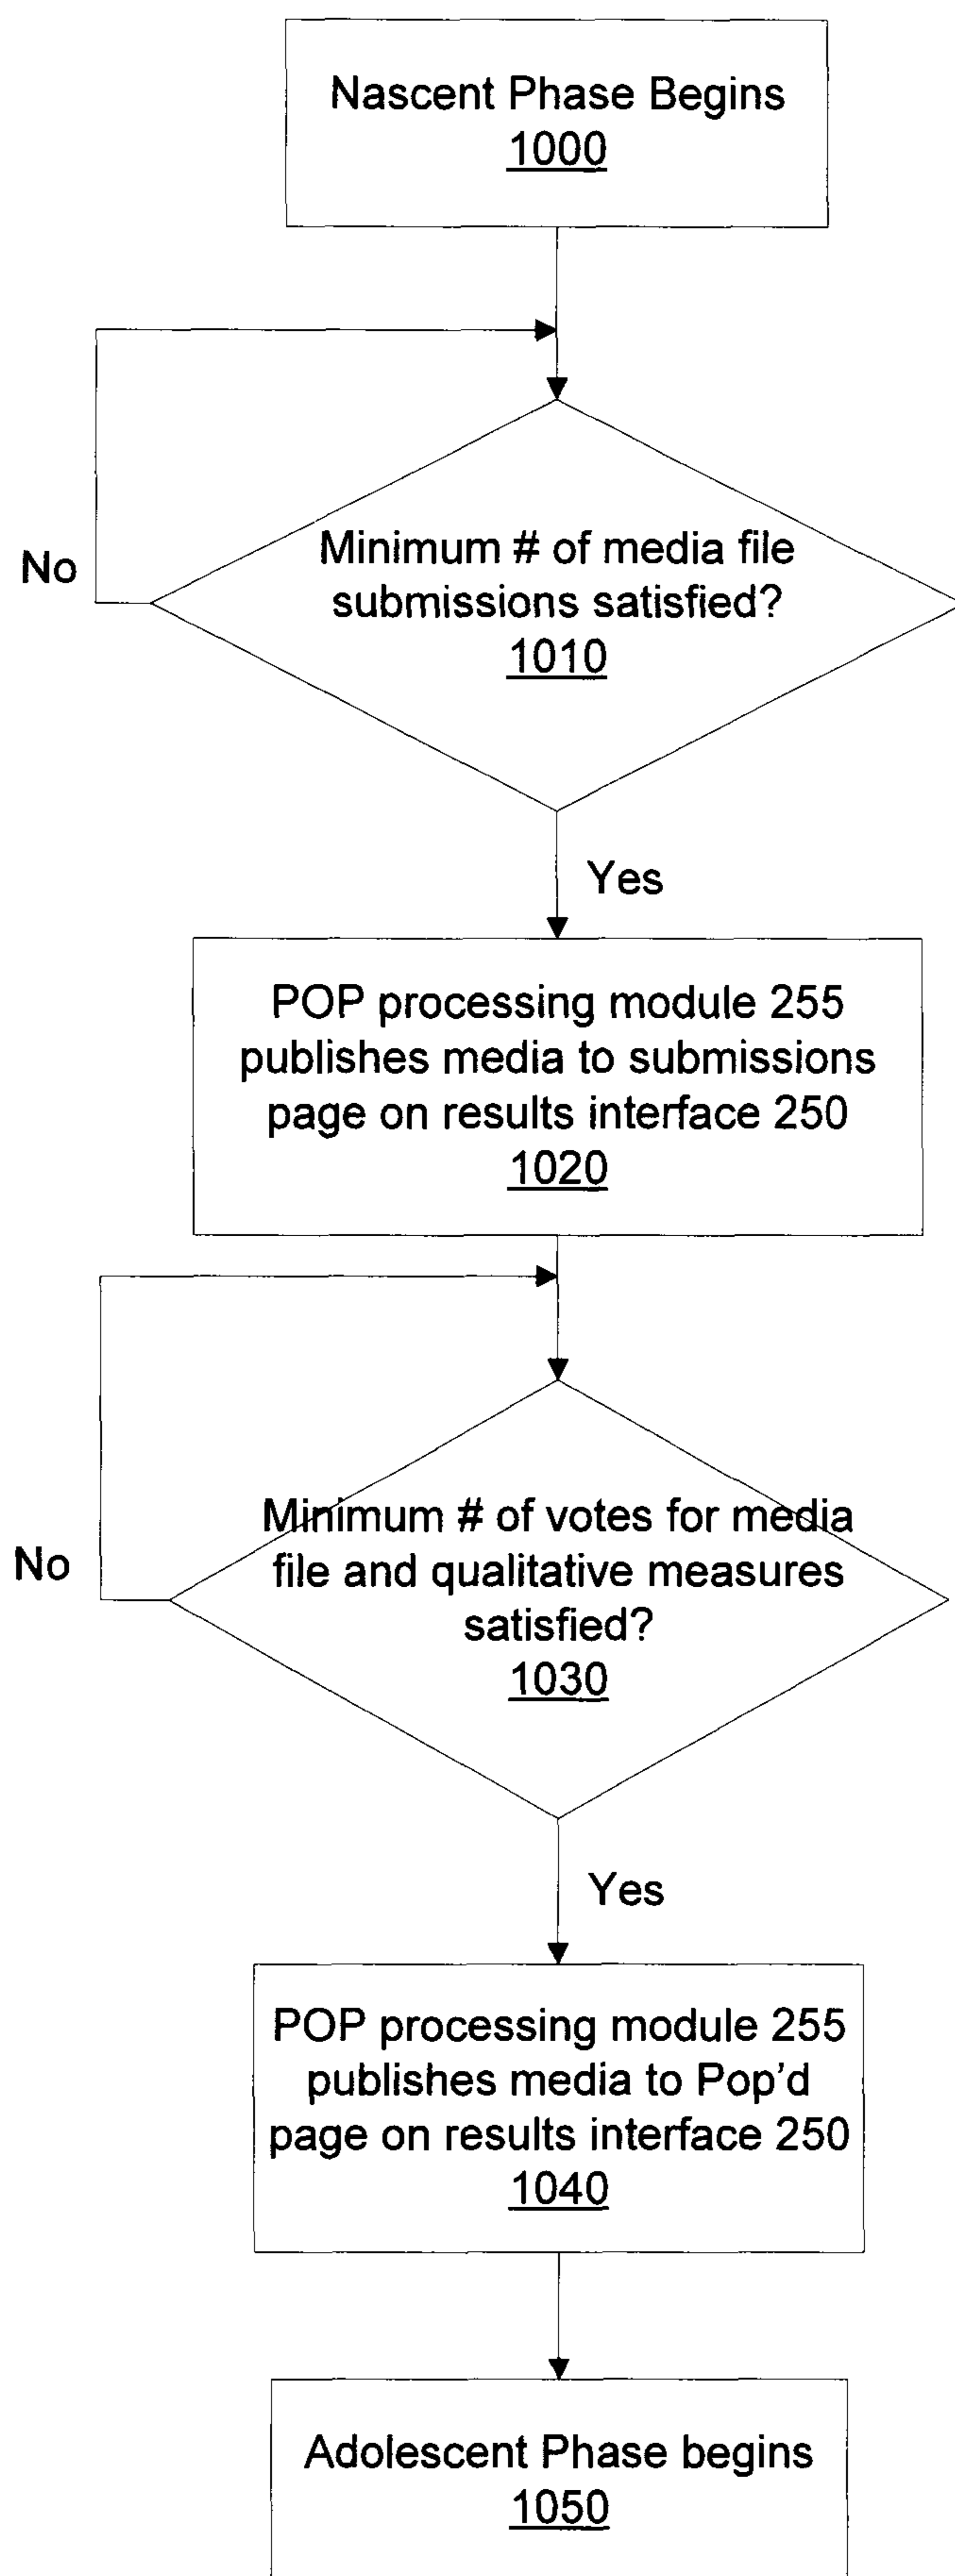 Nascent Phase Begins
1000
Minimum # of media file
submissions satisfied?
1010
No
Yes
POP processing module 255
publishes media to submissions
page on results interface 250
1020
Minimum # of votes for media
file and qualitative measures
satisfied?
1030
No
Yes
POP processing module 255
publishes media to Pop'd
page on results interface 250
1040
Adolescent Phase begins
1050